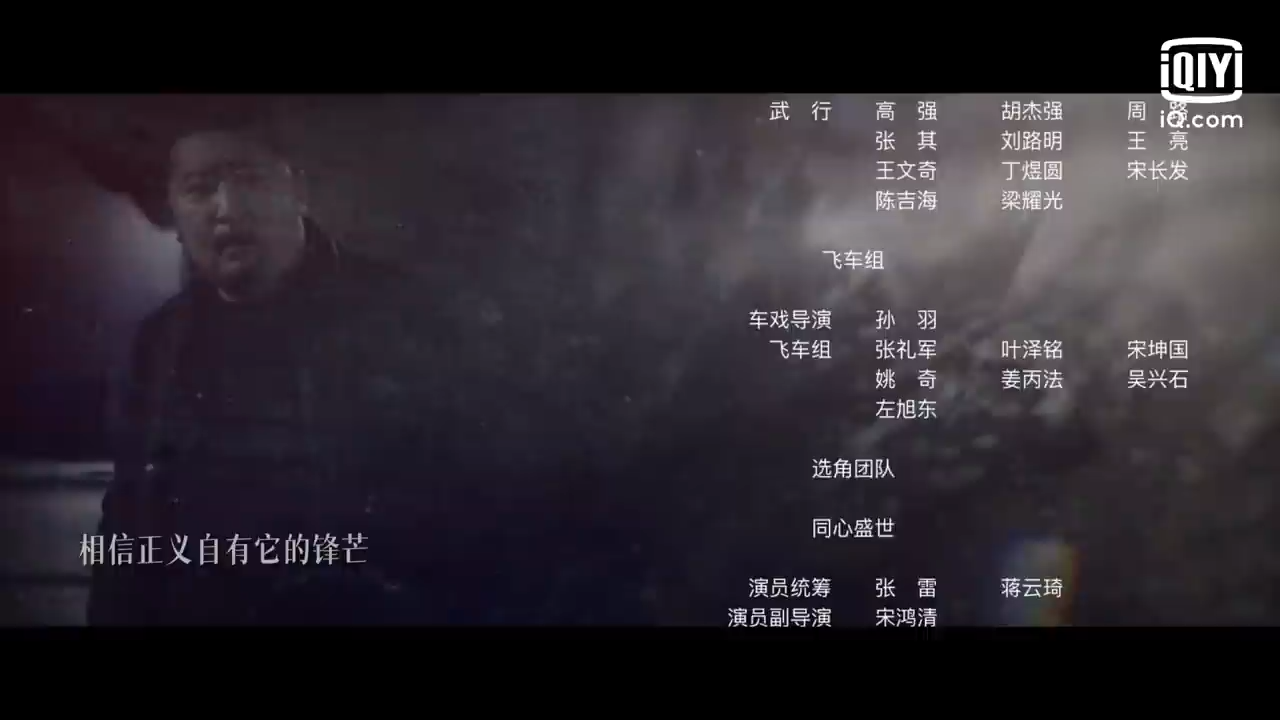 iQIYI
iQ.com
武 行 高 强 胡杰强 周 路
张 其 刘路明 王 亮
王文奇 丁煜圆 宋长发
陈吉海 梁耀光
飞车组
车戏导演 孙 羽
飞车组 张礼军 叶泽铭 宋坤国
姚 奇 姜丙法 吴兴石
左旭东
选角团队
同心盛世
相信正义自有它的锋芒
演员统筹 张 雷 蒋云琦
演员副导演 宋鸿清